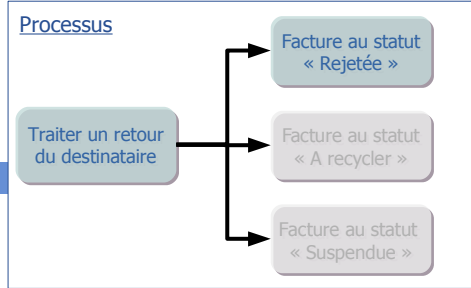 Processus
Facture au statut
« Rejetée »
Traiter un retour
du destinataire
Facture au statut
« A recycler »
Facture au statut
« Suspendue »